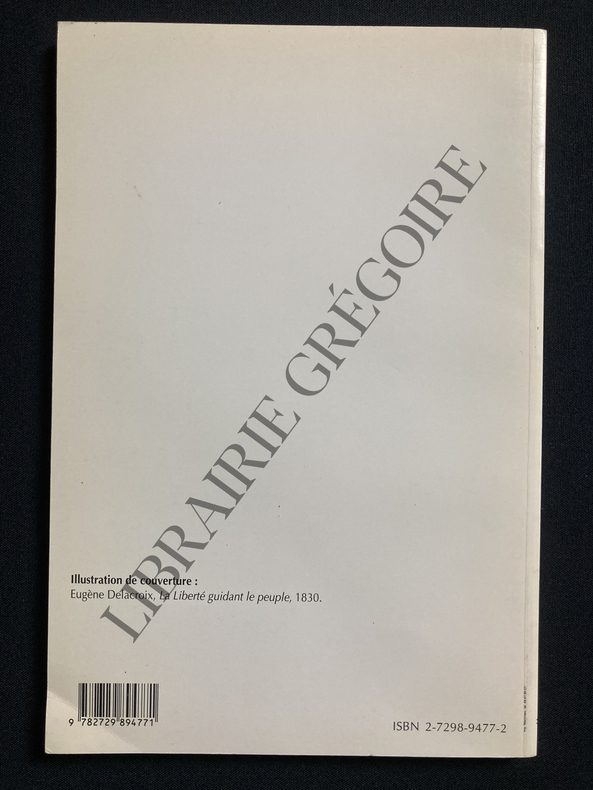 LIBRAIRIE GRÉGOIRE
Illustration de couverture :
Eugène Delacroix, La Liberté guidant le peuple, 1830.
9 782729 894771
ISBN 2-7298-9477-2